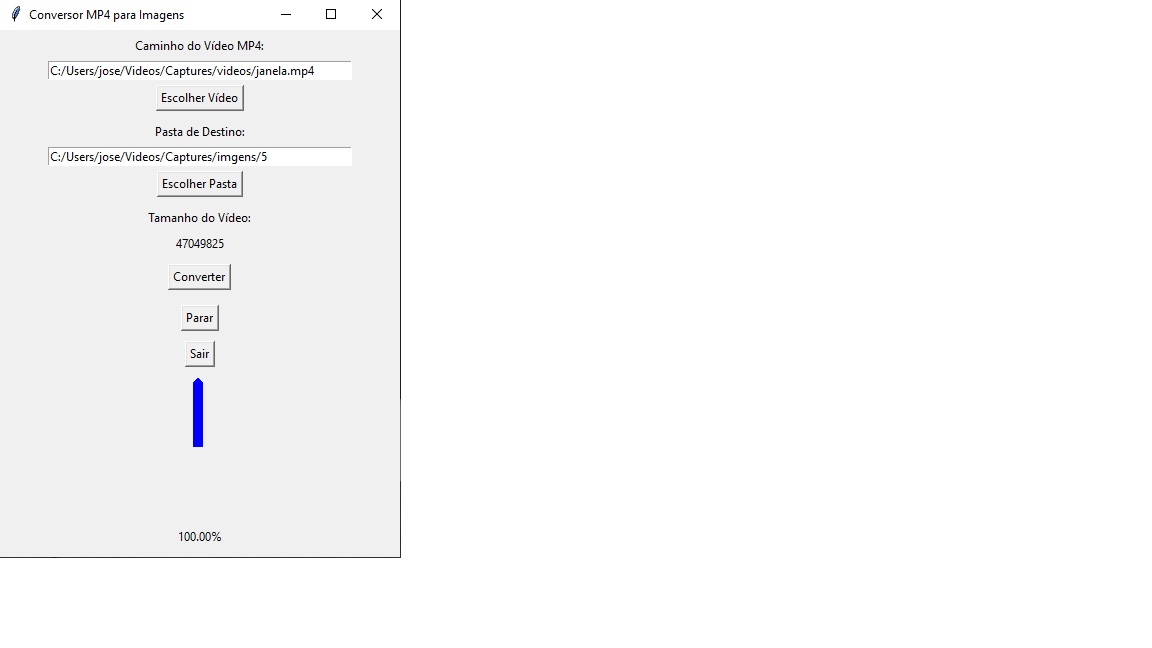 Conversor MP4 para Imagens
Caminho do Vídeo MP4:
C:/Users/jose/Videos/Captures/videos/janela.mp4
Escolher Vídeo
Pasta de Destino:
C:/Users/jose/Videos/Captures/imgens/5
Escolher Pasta
Tamanho do Vídeo:
47049825
Converter
Parar
Sair
100.00%